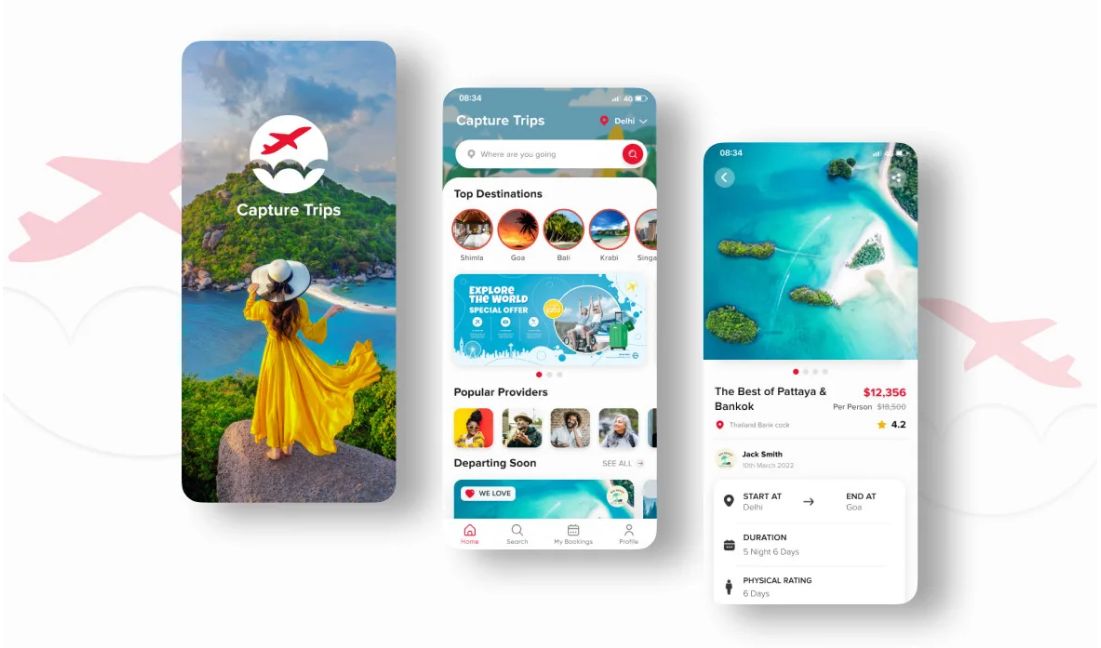 Capture Trips
08:34
4G
Capture Trips
Delhi
Where are you going
Top Destinations
Shimla
Goa
Bali
Krabi
Singa
EXPLORE
THE WORLD
SPECIAL OFFER
Popular Providers
Departing Soon
SEE ALL
WE LOVE
Home
Search
My Bookings
Profile
08:34
4G
The Best of Pattaya &
Bankok
$12,356
Per Person $18,500
Thailand Bank cock
4.2
Jack Smith
10th March 2022
START AT
Delhi
END AT
Goa
DURATION
5 Night 6 Days
PHYSICAL RATING
6 Days